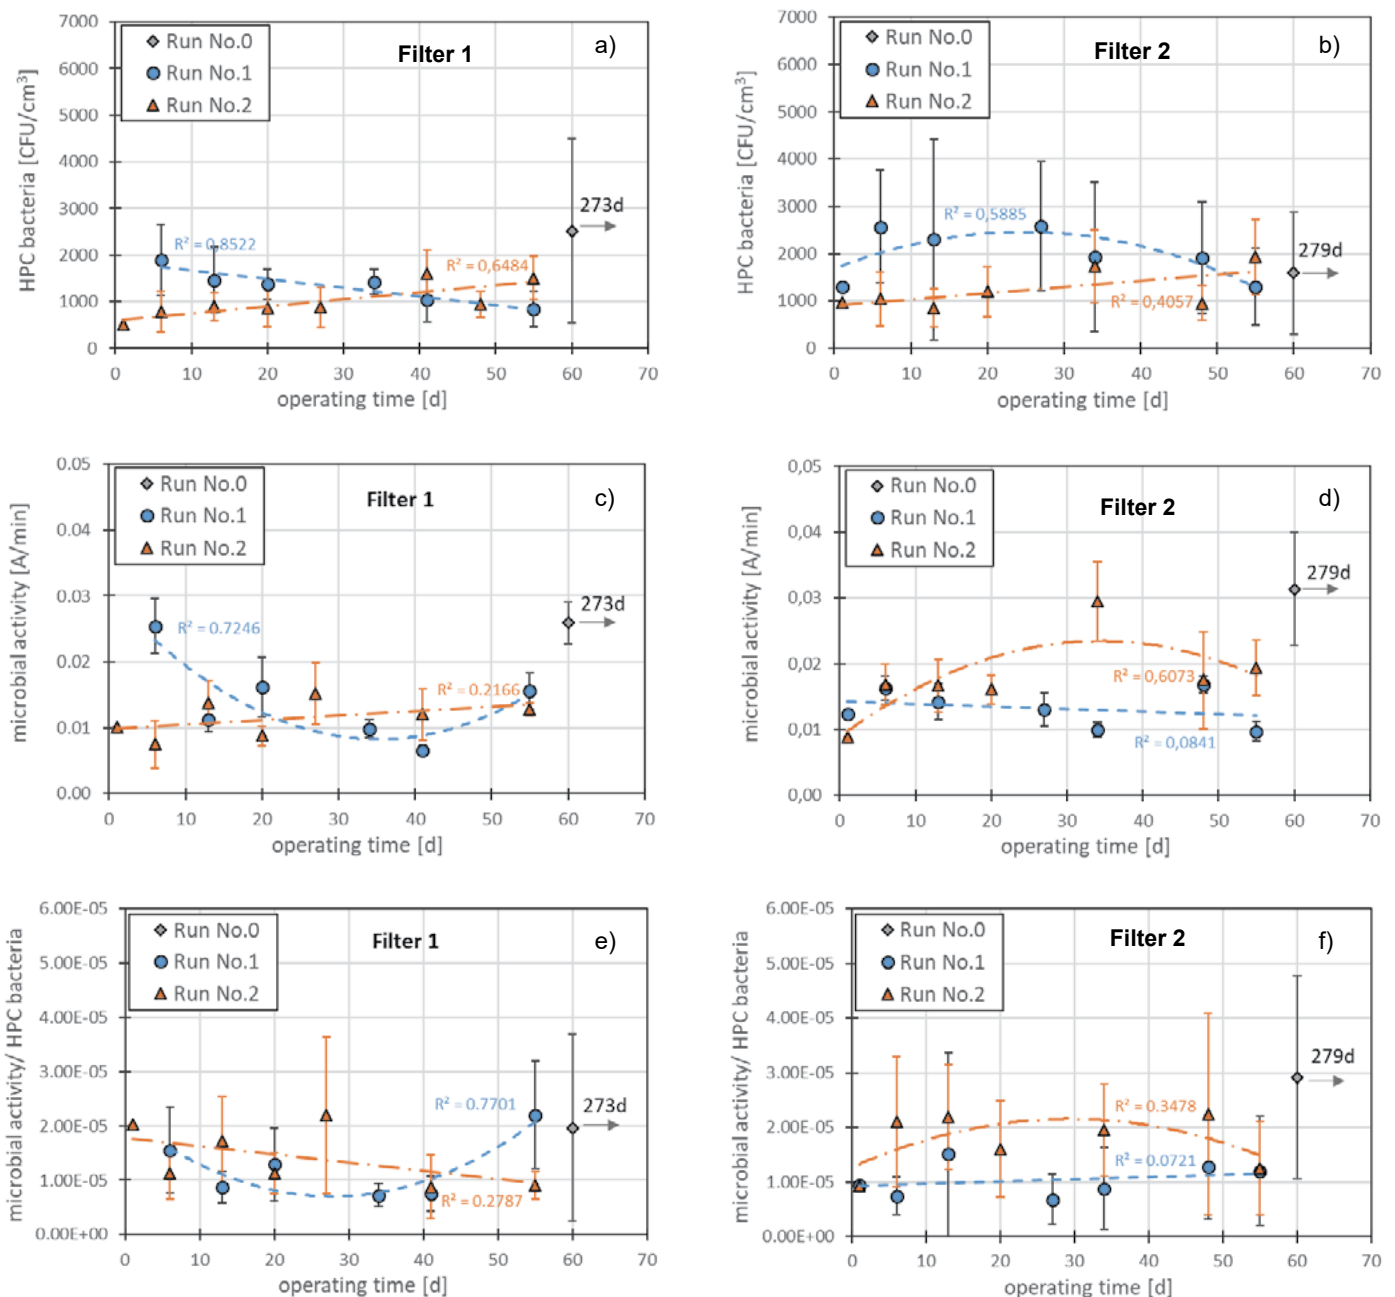 7000
6000
5000
4000
3000
2000
1000
0
HPC bacteria [CFU/cm³]
Run No.0
Run No.1
Run No.2
Filter 1
a)
R² = 0,8522
R² = 0,6484
273d
0 10 20 30 40 50 60 70
operating time [d]
7000
6000
5000
4000
3000
2000
1000
0
HPC bacteria [CFU/cm³]
Run No.0
Run No.1
Run No.2
Filter 2
b)
R² = 0,5885
R² = 0,4057
279d
0 10 20 30 40 50 60 70
operating time [d]
0.05
0.04
0.03
0.02
0.01
0.00
microbial activity [A/min]
Run No.0
Run No.1
Run No.2
Filter 1
c)
R² = 0.7246
R² = 0.2166
273d
0 10 20 30 40 50 60 70
operating time [d]
0,05
0,04
0,03
0,02
0,01
0,00
microbial activity [A/min]
Run No.0
Run No.1
Run No.2
Filter 2
d)
R² = 0,6073
R² = 0,0841
279d
0 10 20 30 40 50 60 70
operating time [d]
6.00E-05
5.00E-05
4.00E-05
3.00E-05
2.00E-05
1.00E-05
0.00E+00
microbial activity/ HPC bacteria
Run No.0
Run No.1
Run No.2
Filter 1
e)
R² = 0.7701
R² = 0.2787
273d
0 10 20 30 40 50 60 70
operating time [d]
6.00E-05
5.00E-05
4.00E-05
3.00E-05
2.00E-05
1.00E-05
0.00E+00
microbial activity/ HPC bacteria
Run No.0
Run No.1
Run No.2
Filter 2
f)
R² = 0.3478
R² = 0.0721
279d
0 10 20 30 40 50 60 70
operating time [d]